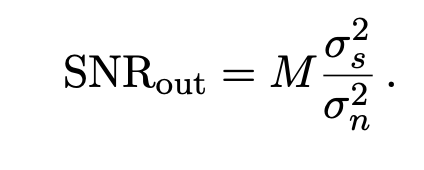 SNR_out = M σ_s^2 / σ_n^2 .